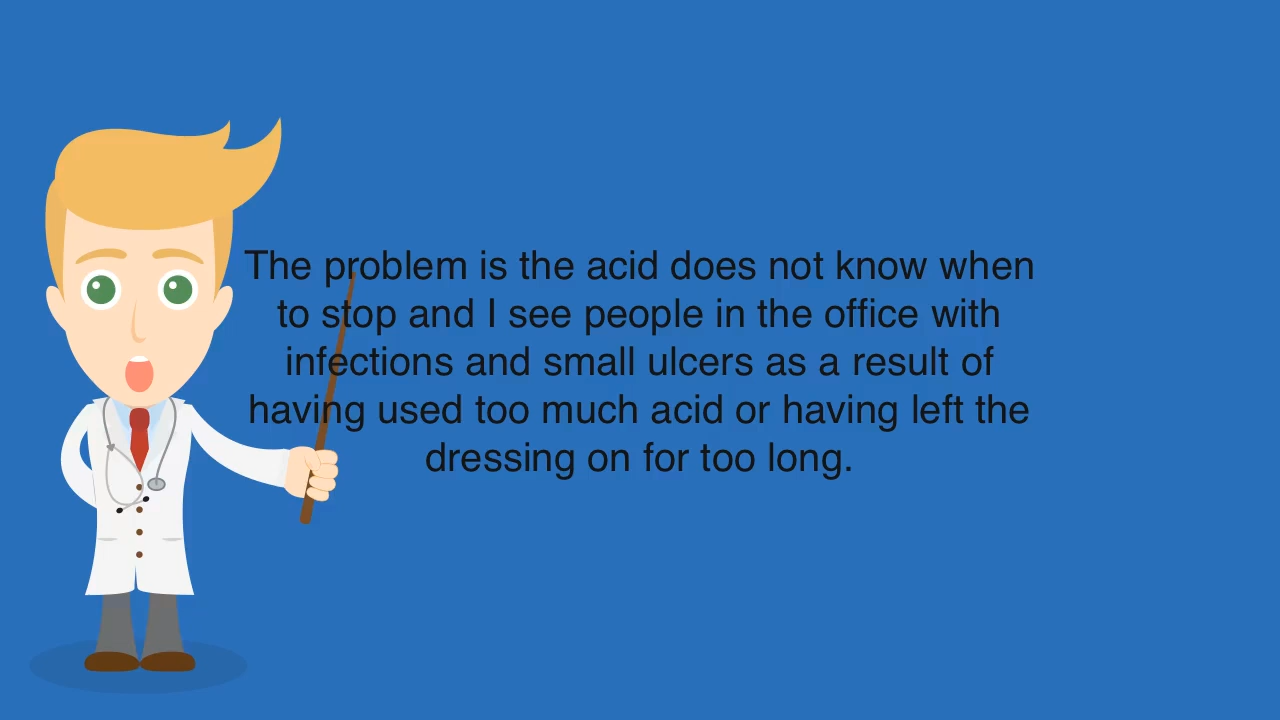 The problem is the acid does not know when
to stop and I see people in the office with
infections and small ulcers as a result of
having used too much acid or having left the
dressing on for too long.